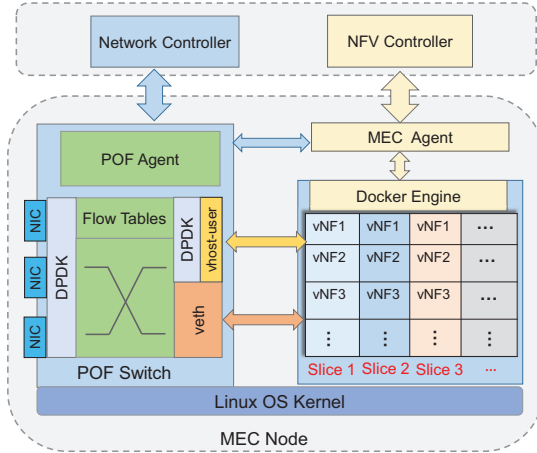 Network Controller
NFV Controller
POF Agent
MEC Agent
Docker Engine
NIC
NIC
NIC
DPDK
Flow Tables
DPDK
vhost-user
veth
vNF1 vNF1 vNF1 ...
vNF2 vNF2 vNF2 ...
vNF3 vNF3 vNF3 ...
⋮ ⋮ ⋮ ⋮
Slice 1 Slice 2 Slice 3 ...
POF Switch
Linux OS Kernel
MEC Node